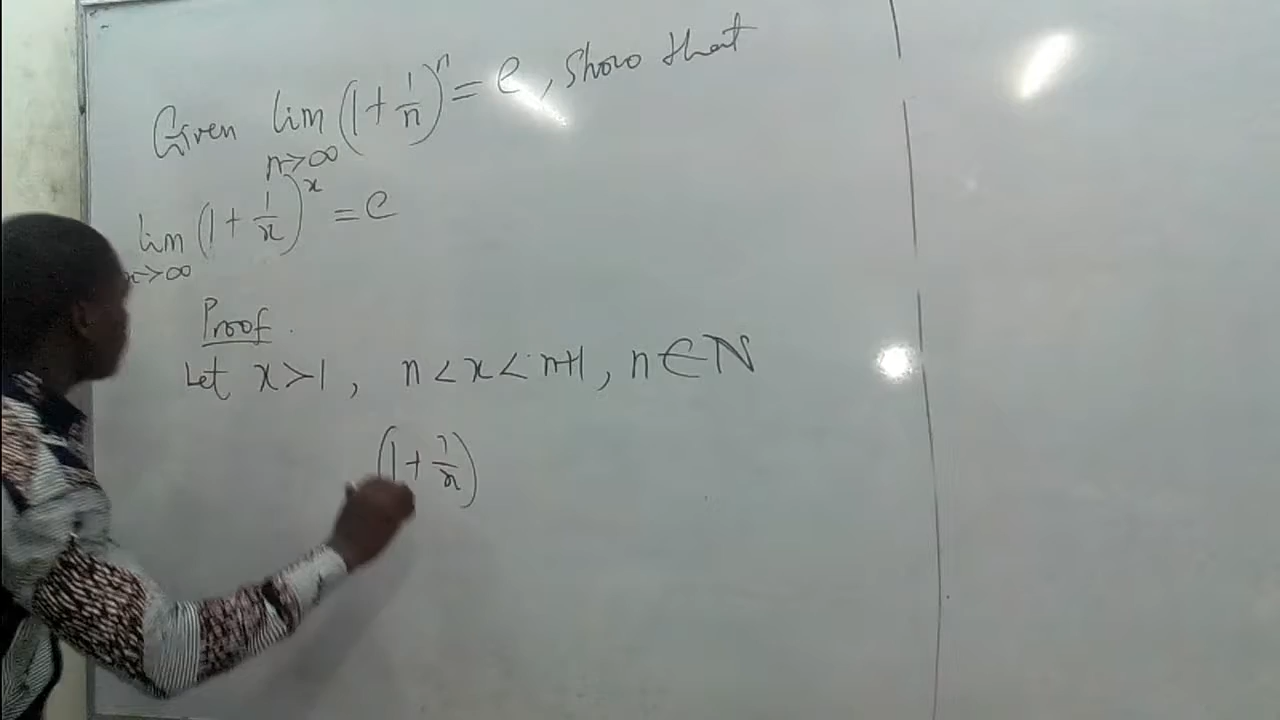 Given lim (1 + 1/n)^n = e, show that
n→∞
lim (1 + 1/x)^x = e
x→∞
Proof.
Let x > 1, n < x < n+1, n ∈ ℕ
(1 + 1/x)